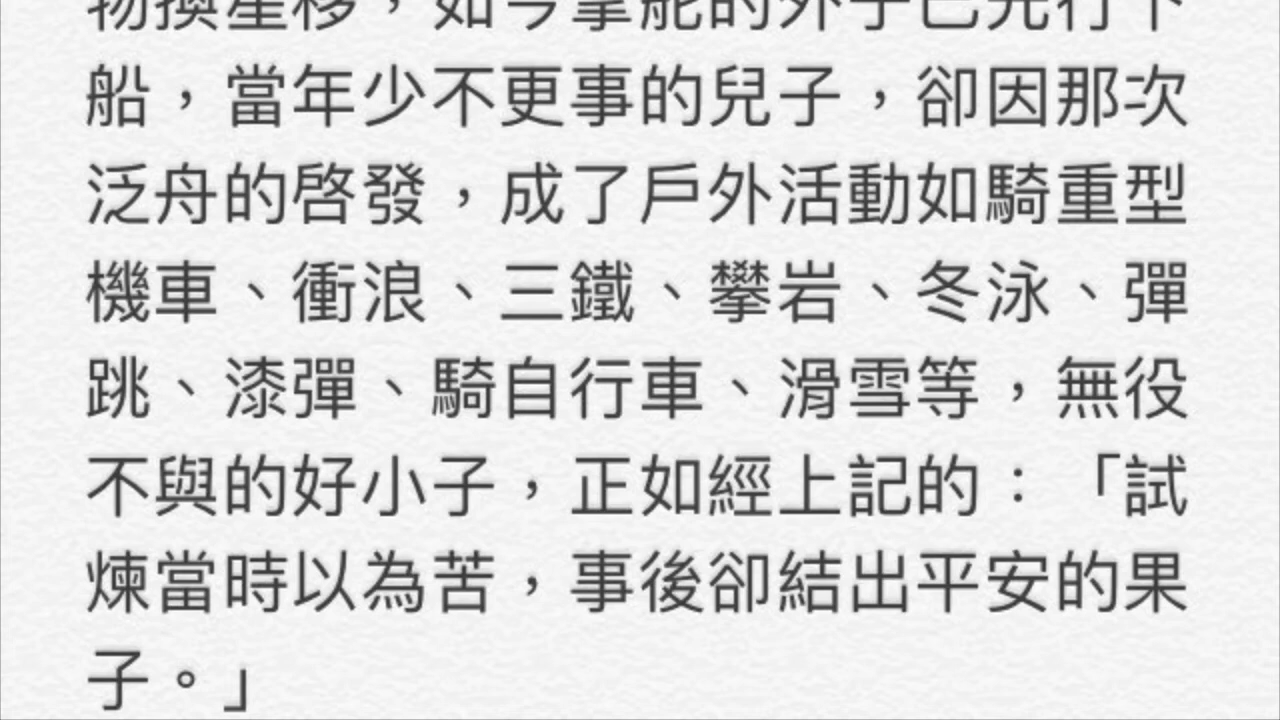 物換星移，如今掌舵的外子已先行下
船，當年少不更事的兒子，卻因那次
泛舟的啓發，成了戶外活動如騎重型
機車、衝浪、三鐵、攀岩、冬泳、彈
跳、漆彈、騎自行車、滑雪等，無役
不與的好小子，正如經上記的：「試
煉當時以為苦，事後卻結出平安的果
子。」